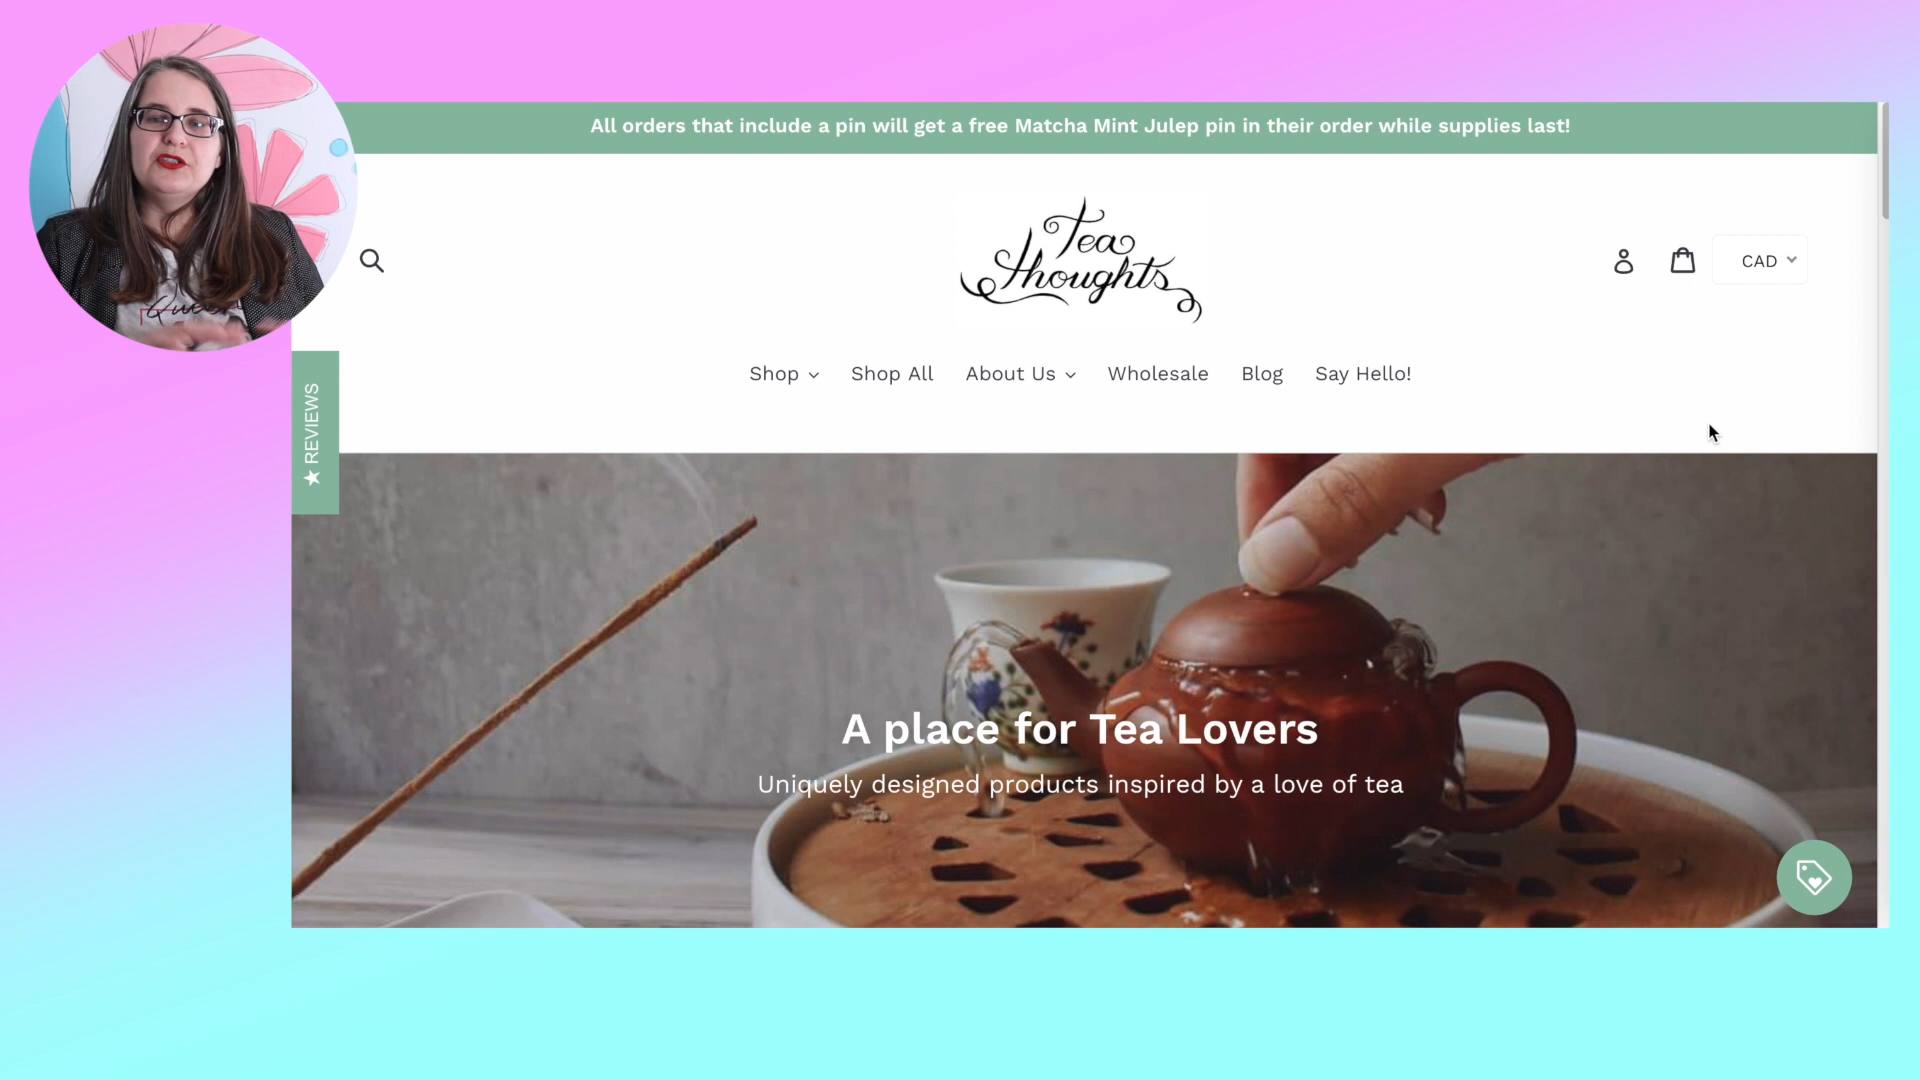 All orders that include a pin will get a free Matcha Mint Julep pin in their order while supplies last!
Tea
Thoughts
CAD
Shop
Shop All
About Us
Wholesale
Blog
Say Hello!
★ REVIEWS
A place for Tea Lovers
Uniquely designed products inspired by a love of tea